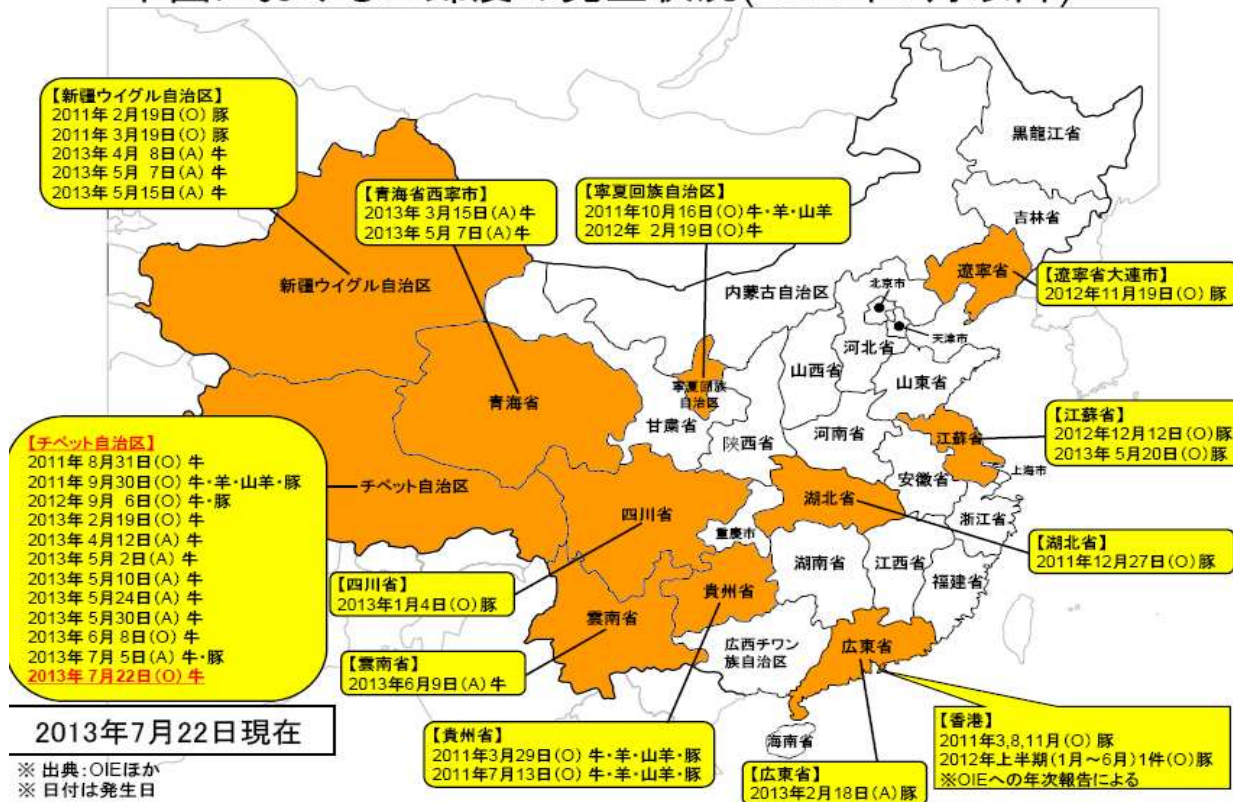 【新疆ウイグル自治区】
2011年 2月19日(O) 豚
2011年 3月19日(O) 豚
2013年 4月 8日(A) 牛
2013年 5月 7日(A) 牛
2013年 5月15日(A) 牛
【青海省西寧市】
2013年 3月15日(A)牛
2013年 5月 7日(A)牛
【寧夏回族自治区】
2011年10月16日(O)牛・羊・山羊
2012年 2月19日(O)牛
黒龍江省
吉林省
遼寧省
【遼寧省大連市】
2012年11月19日(O)豚
新疆ウイグル自治区
内蒙古自治区
北京市
天津市
河北省
山西省
山東省
青海省
寧夏回族
自治区
甘粛省
陝西省
河南省
江蘇省
【江蘇省】
2012年12月12日(O)豚
2013年 5月20日(O)豚
安徽省
上海市
【チベット自治区】
2011年 8月31日(O) 牛
2011年 9月30日(O) 牛・羊・山羊・豚
2012年 9月 6日(O) 牛・豚
2013年 2月19日(O) 牛
2013年 4月12日(A) 牛
2013年 5月 2日(A) 牛
2013年 5月10日(A) 牛
2013年 5月24日(A) 牛
2013年 5月30日(A) 牛
2013年 6月 8日(O) 牛
2013年 7月 5日(A) 牛・豚
2013年 7月22日(O) 牛
チベット自治区
四川省
重慶市
湖北省
浙江省
【湖北省】
2011年12月27日(O)豚
湖南省
江西省
福建省
【四川省】
2013年1月4日(O)豚
貴州省
雲南省
広西チワン
族自治区
広東省
【雲南省】
2013年6月9日(A)牛
2013年7月22日現在
※ 出典:OIEほか
※ 日付は発生日
【貴州省】
2011年3月29日(O) 牛・羊・山羊・豚
2011年7月13日(O) 牛・羊・山羊・豚
海南省
【広東省】
2013年2月18日(A)豚
【香港】
2011年3,8,11月(O)豚
2012年上半期(1月～6月)1件(O)豚
※OIEへの年次報告による